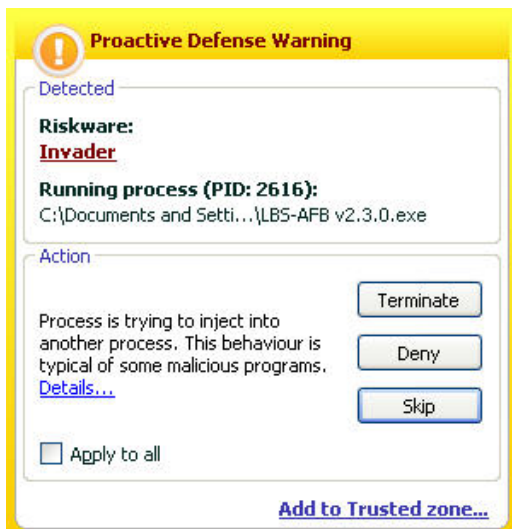 Proactive Defense Warning
Detected
Riskware:
Invader
Running process (PID: 2616):
C:\Documents and Setti...\LBS-AFB v2.3.0.exe
Action
Process is trying to inject into
another process. This behaviour is
typical of some malicious programs.
Details...
Terminate
Deny
Skip
Apply to all
Add to Trusted zone...